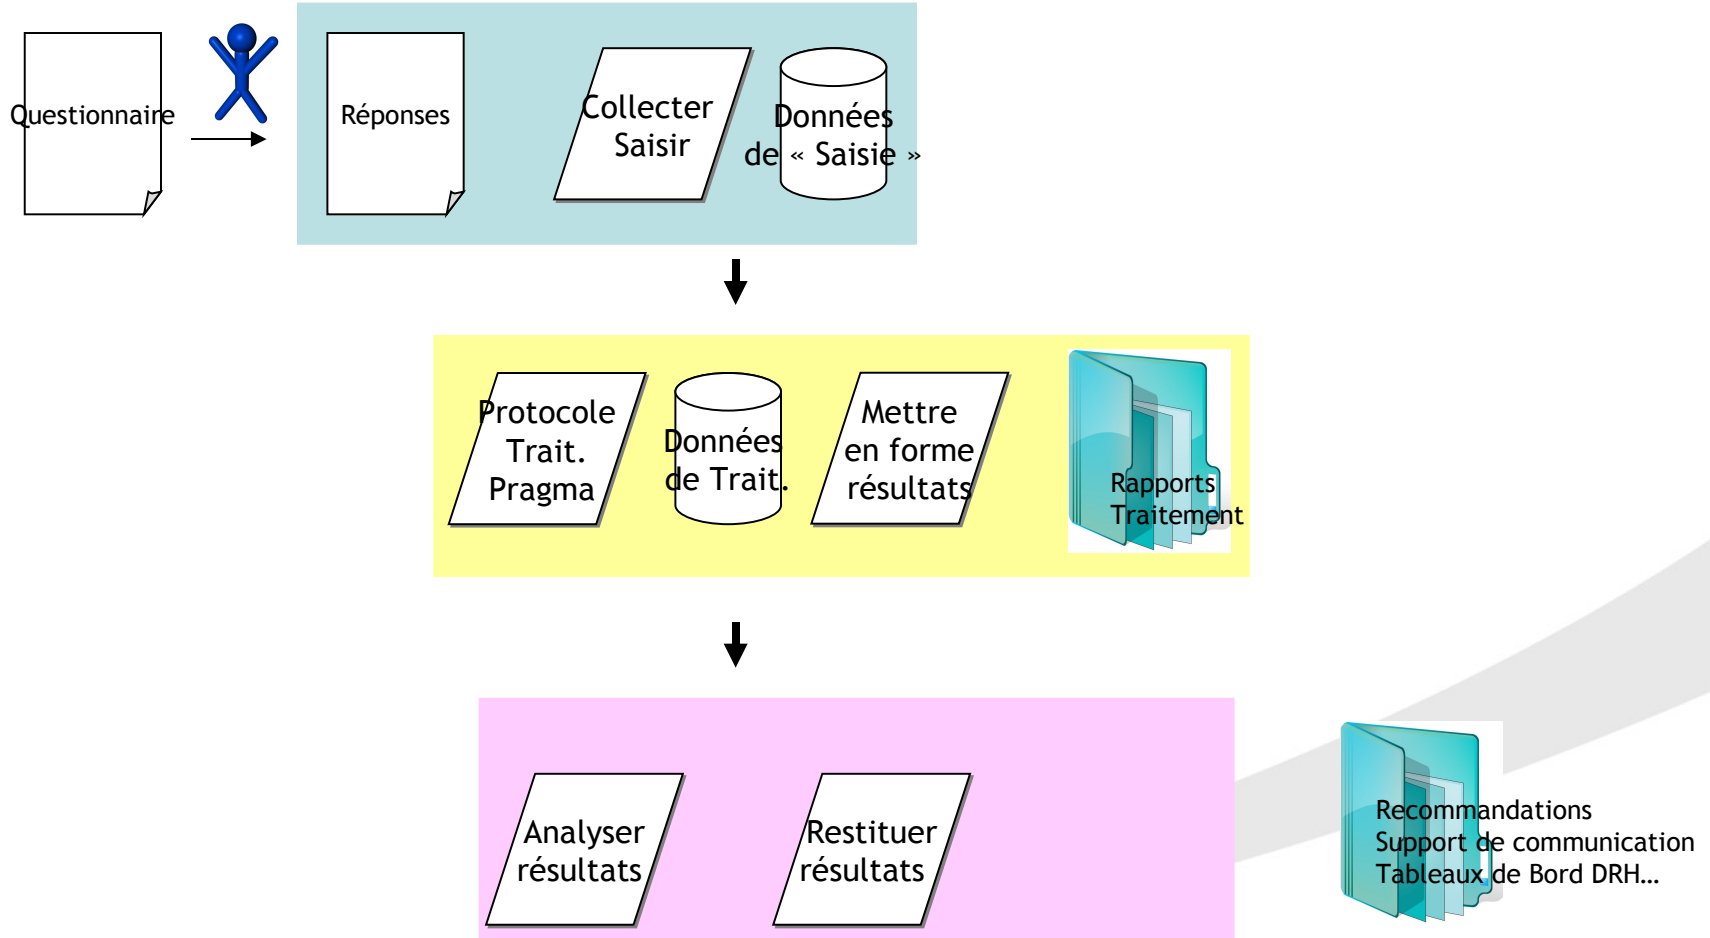 Questionnaire
Réponses
Collecter
Saisir
Données
de « Saisie »
Protocole
Trait.
Pragma
Données
de Trait.
Mettre
en forme
résultats
Rapports
Traitement
Analyser
résultats
Restituer
résultats
Recommandations
Support de communication
Tableaux de Bord DRH…